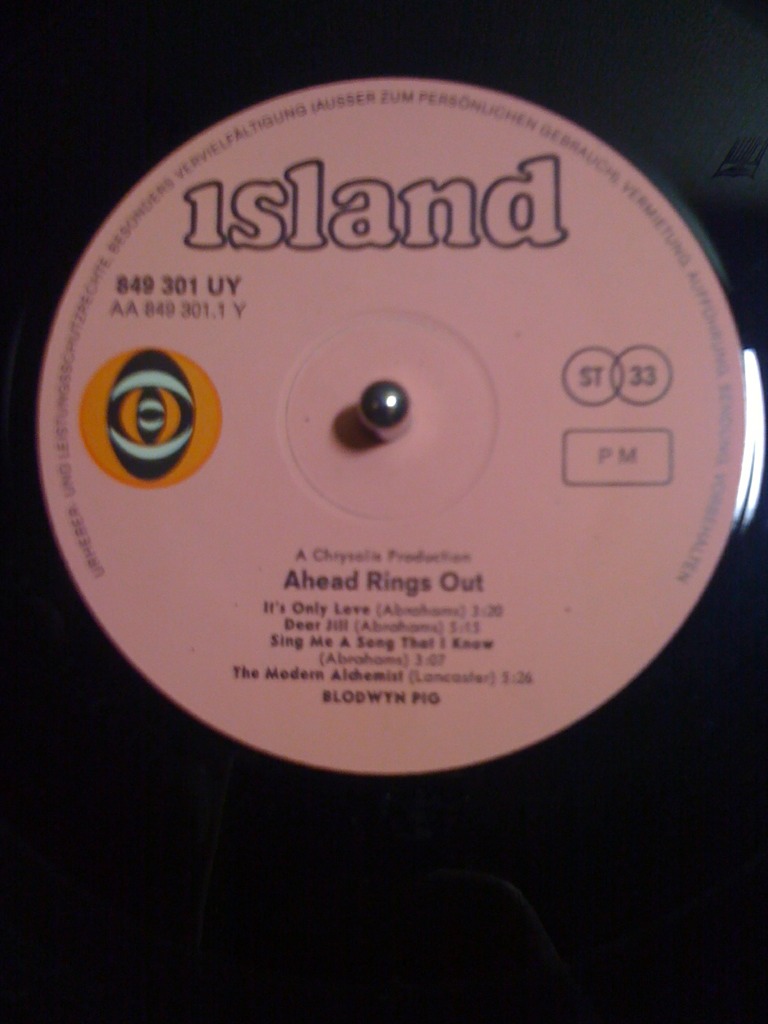 URHEBER- UND LEISTUNGSSCHUTZRECHTE, BESONDERS VERVIELFÄLTIGUNG (AUSSER ZUM PERSÖNLICHEN GEBRAUCH), VERMIETUNG, AUFFÜHRUNG, SENDUNG, VORBEHALTEN
island
849 301 UY
AA 849 301.1 Y
ST 33
P M
A Chrysalis Production
Ahead Rings Out
It's Only Love (Abrahams) 3:20
Dear Jill (Abrahams) 5:15
Sing Me A Song That I Know
(Abrahams) 3:07
The Modern Alchemist (Lancaster) 5:26
BLODWYN PIG